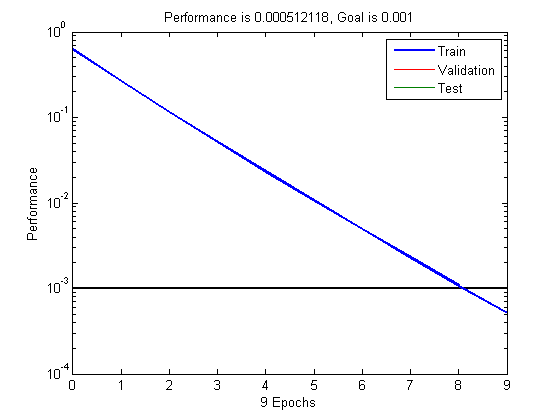 Performance is 0.000512118, Goal is 0.001
Train
Validation
Test
Performance
10^0
10^-1
10^-2
10^-3
10^-4
0 1 2 3 4 5 6 7 8 9
9 Epochs